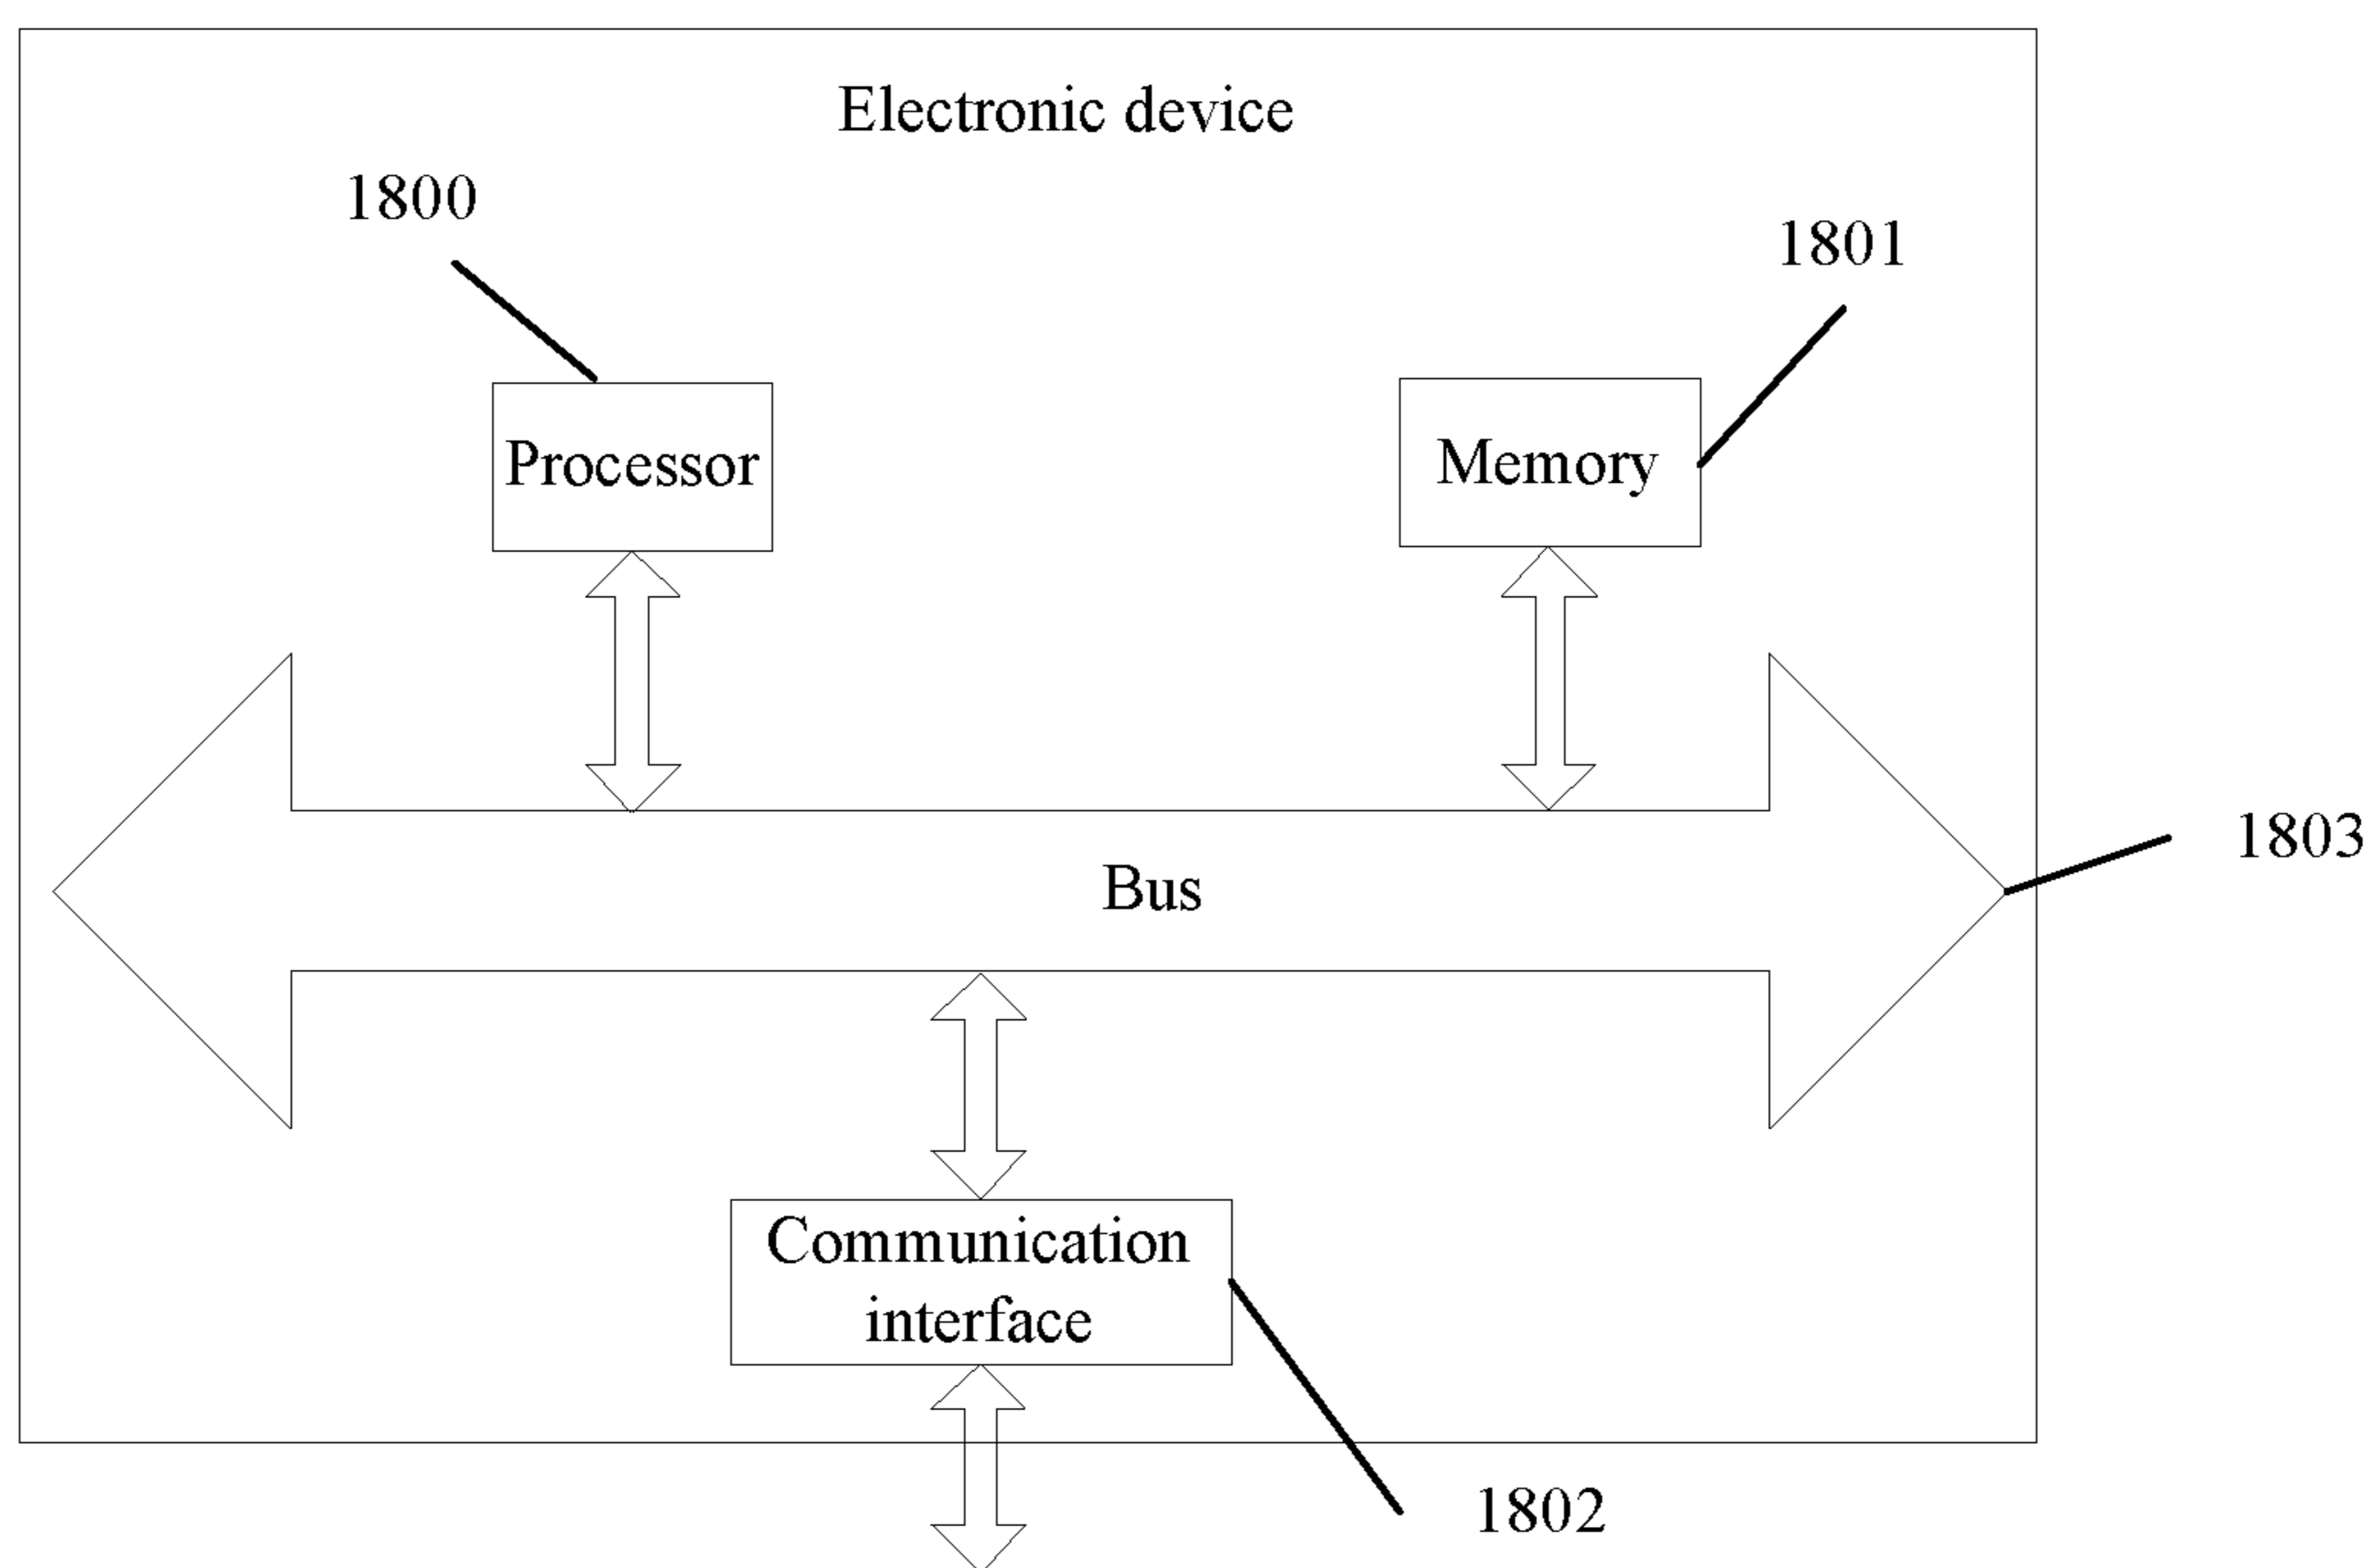 Electronic device
1800
1801
Processor
Memory
1803
Bus
Communication
interface
1802